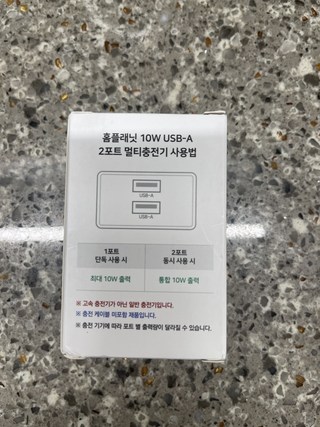 홈플래닛 10W USB-A
2포트 멀티충전기 사용법
USB-A
USB-A
1포트
단독 사용 시
2포트
동시 사용 시
최대 10W 출력
통합 10W 출력
※ 고속 충전기가 아닌 일반 충전기입니다.
※ 충전 케이블 미포함 제품입니다.
※ 충전 기기에 따라 포트 별 출력량이 달라질 수 있습니다.